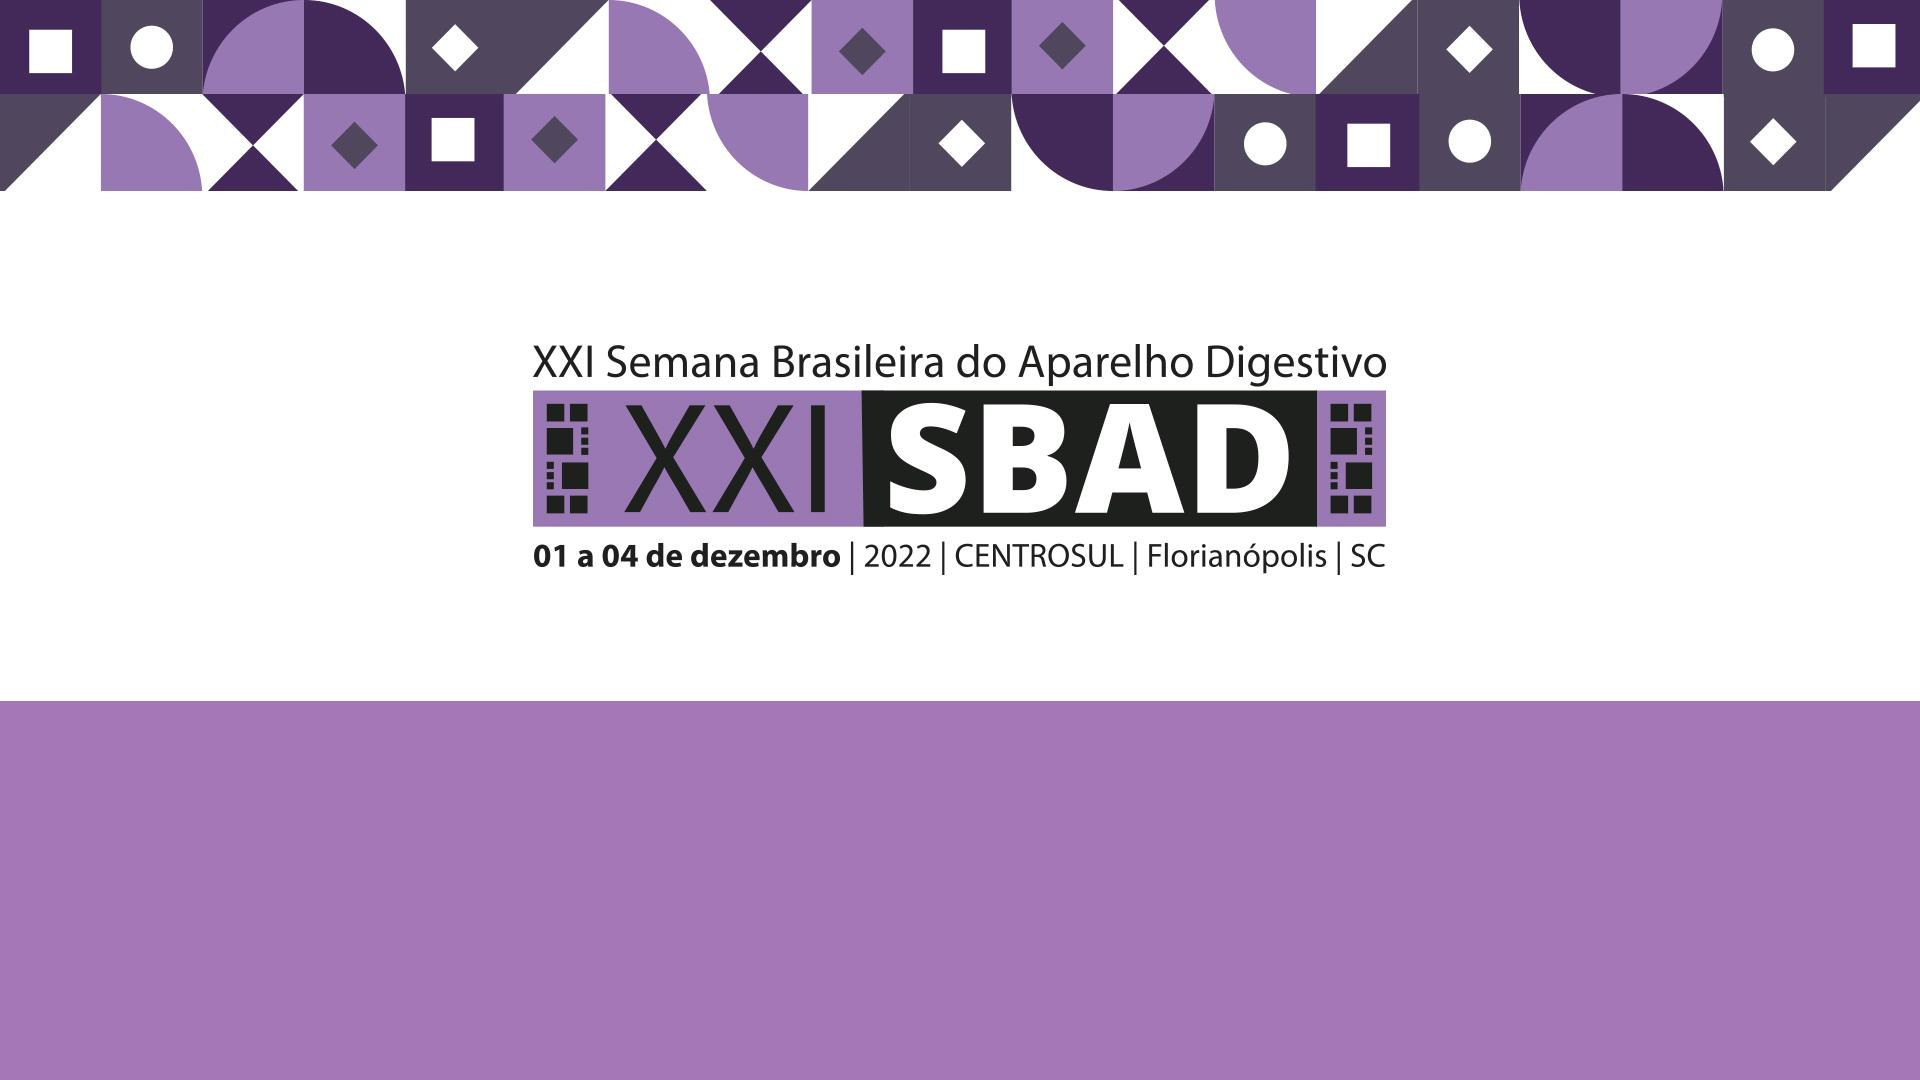 XXI Semana Brasileira do Aparelho Digestivo
XXI SBAD
01 a 04 de dezembro | 2022 | CENTROSUL | Florianópolis | SC